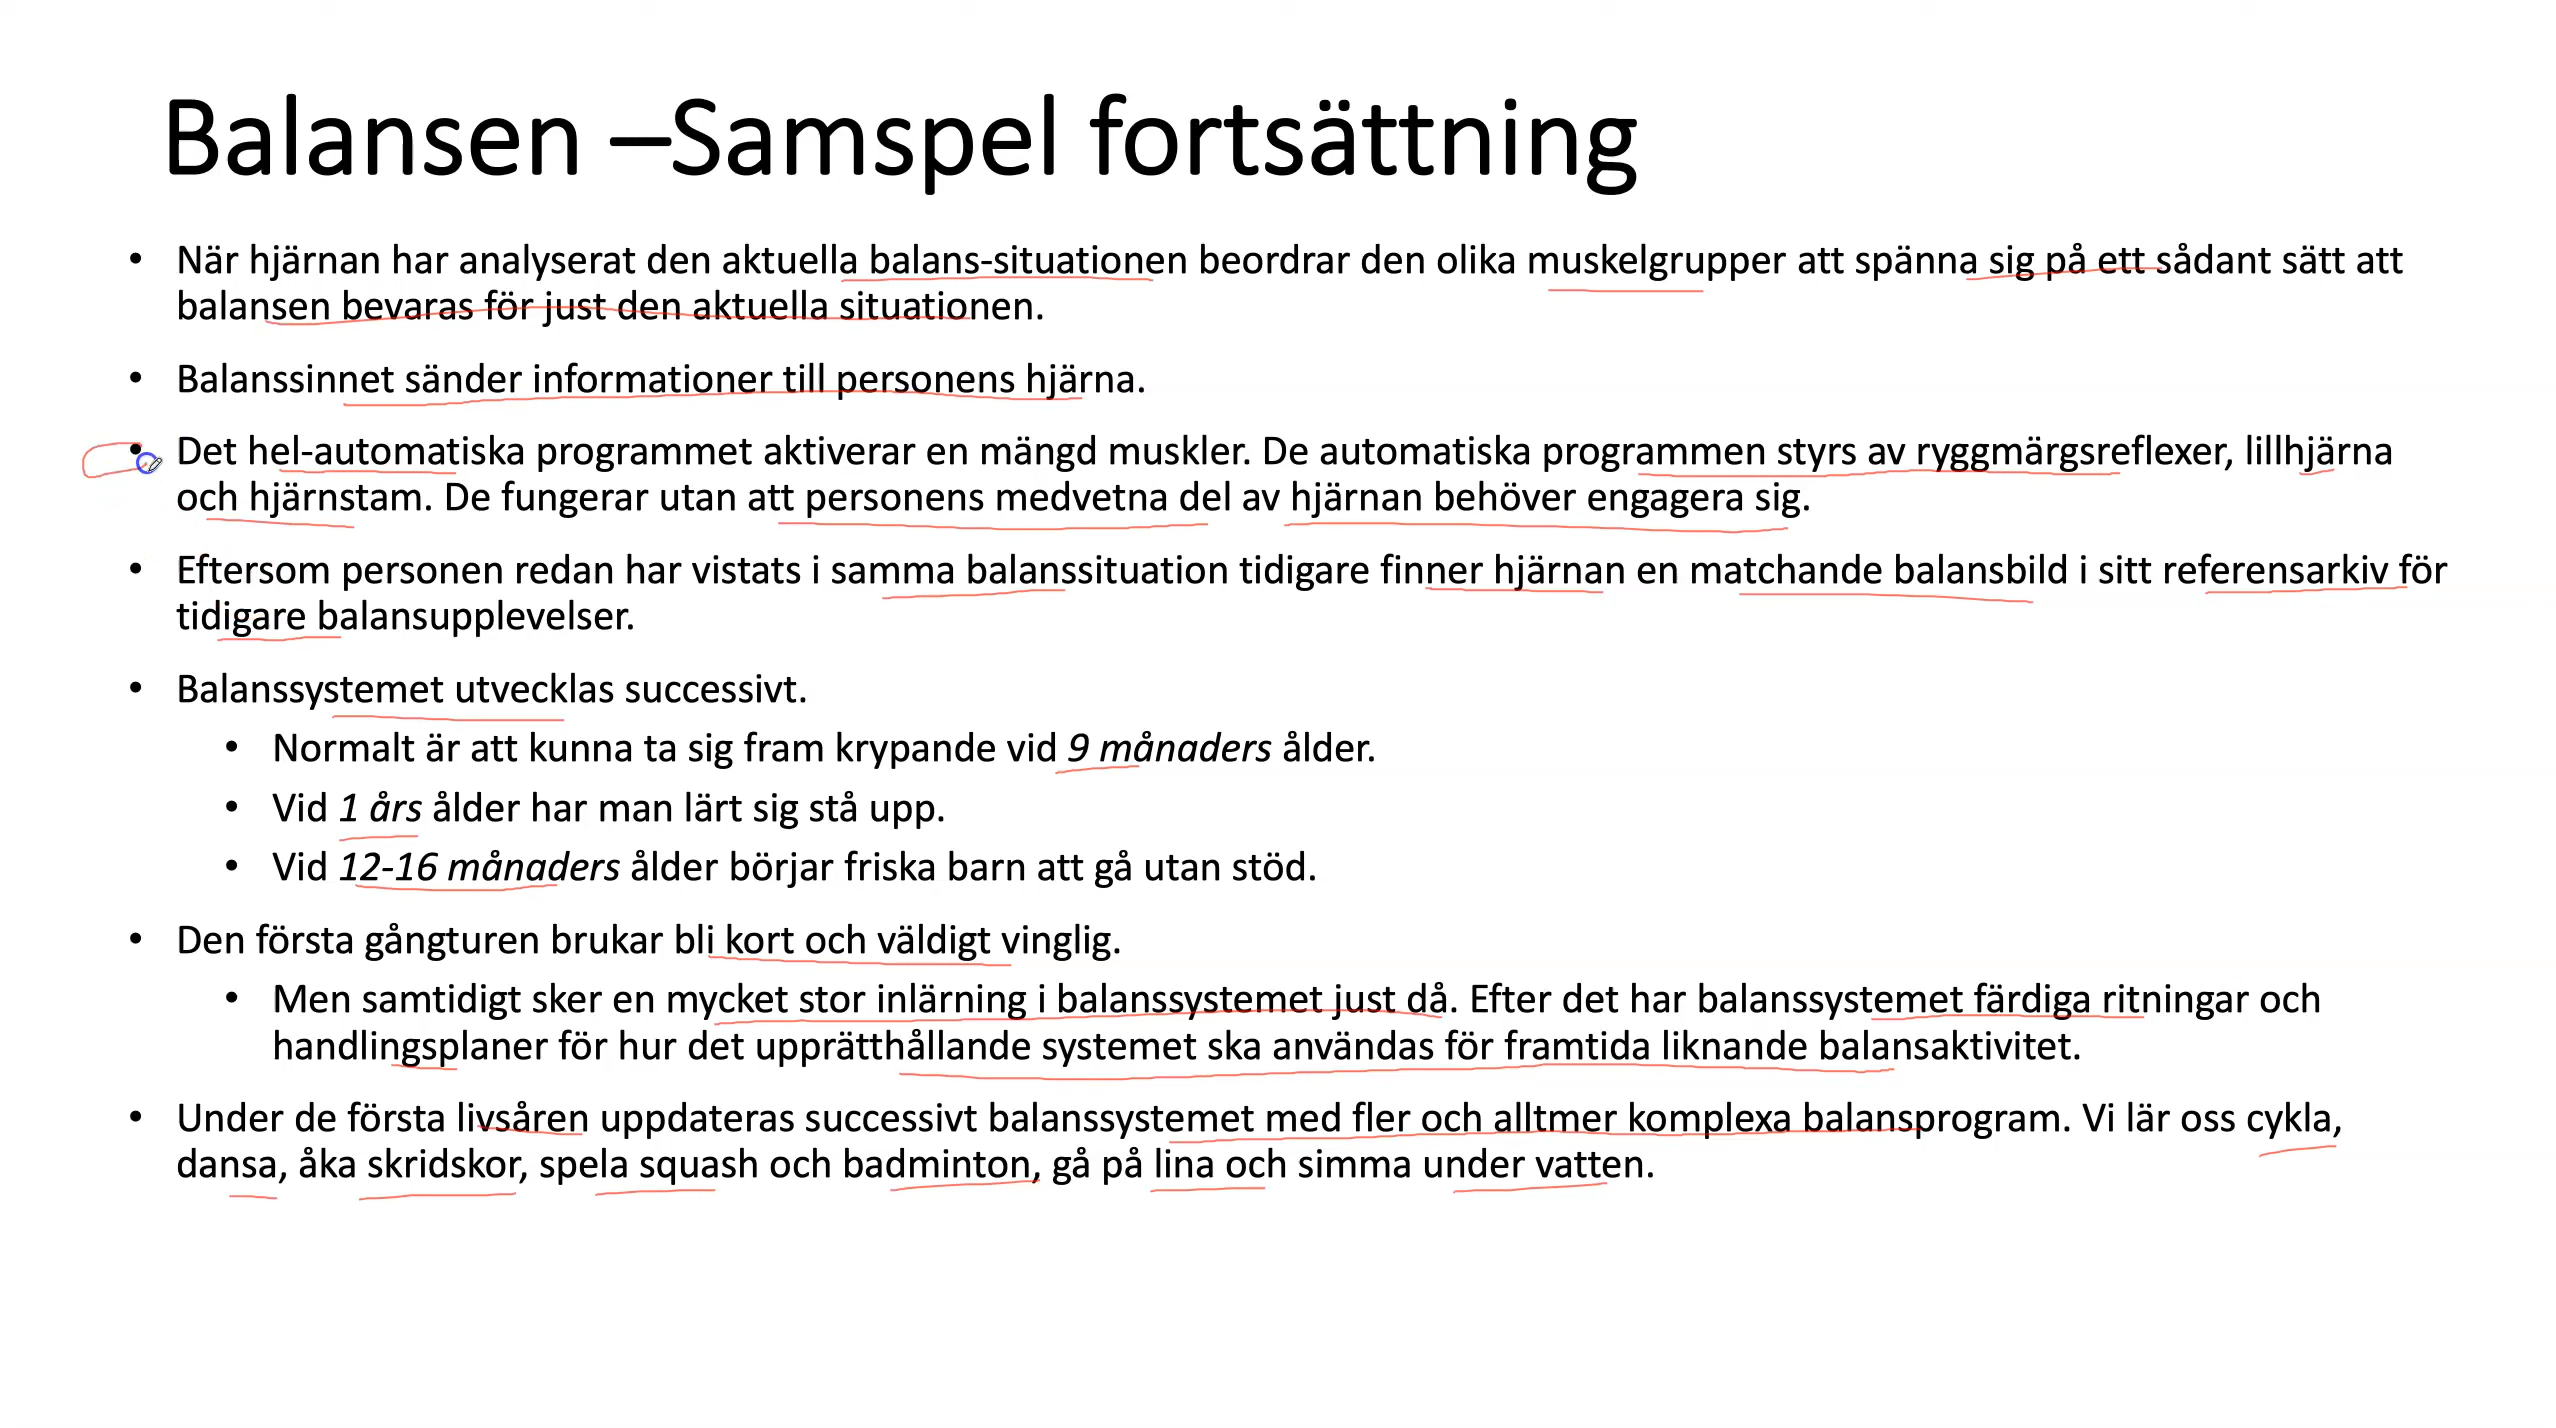 Balansen –Samspel fortsättning
• När hjärnan har analyserat den aktuella balans-situationen beordrar den olika muskelgrupper att spänna sig på ett sådant sätt att
balansen bevaras för just den aktuella situationen.
• Balanssinnet sänder informationer till personens hjärna.
• Det hel-automatiska programmet aktiverar en mängd muskler. De automatiska programmen styrs av ryggmärgsreflexer, lillhjärna
och hjärnstam. De fungerar utan att personens medvetna del av hjärnan behöver engagera sig.
• Eftersom personen redan har vistats i samma balanssituation tidigare finner hjärnan en matchande balansbild i sitt referensarkiv för
tidigare balansupplevelser.
• Balanssystemet utvecklas successivt.
• Normalt är att kunna ta sig fram krypande vid 9 månaders ålder.
• Vid 1 års ålder har man lärt sig stå upp.
• Vid 12-16 månaders ålder börjar friska barn att gå utan stöd.
• Den första gångturen brukar bli kort och väldigt vinglig.
• Men samtidigt sker en mycket stor inlärning i balanssystemet just då. Efter det har balanssystemet färdiga ritningar och
handlingsplaner för hur det upprätthållande systemet ska användas för framtida liknande balansaktivitet.
• Under de första livsåren uppdateras successivt balanssystemet med fler och alltmer komplexa balansprogram. Vi lär oss cykla,
dansa, åka skridskor, spela squash och badminton, gå på lina och simma under vatten.